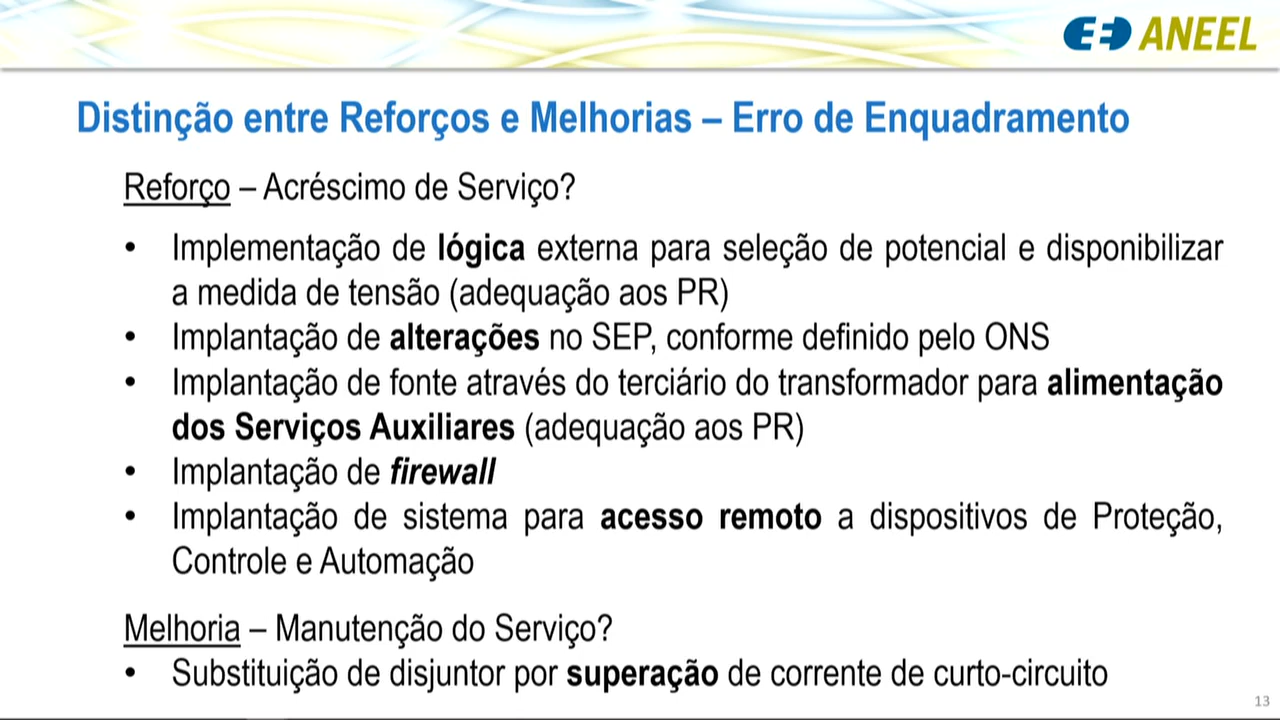 ANEEL
Distinção entre Reforços e Melhorias – Erro de Enquadramento
Reforço – Acréscimo de Serviço?
• Implementação de lógica externa para seleção de potencial e disponibilizar
a medida de tensão (adequação aos PR)
• Implantação de alterações no SEP, conforme definido pelo ONS
• Implantação de fonte através do terciário do transformador para alimentação
dos Serviços Auxiliares (adequação aos PR)
• Implantação de firewall
• Implantação de sistema para acesso remoto a dispositivos de Proteção,
Controle e Automação
Melhoria – Manutenção do Serviço?
• Substituição de disjuntor por superação de corrente de curto-circuito
13